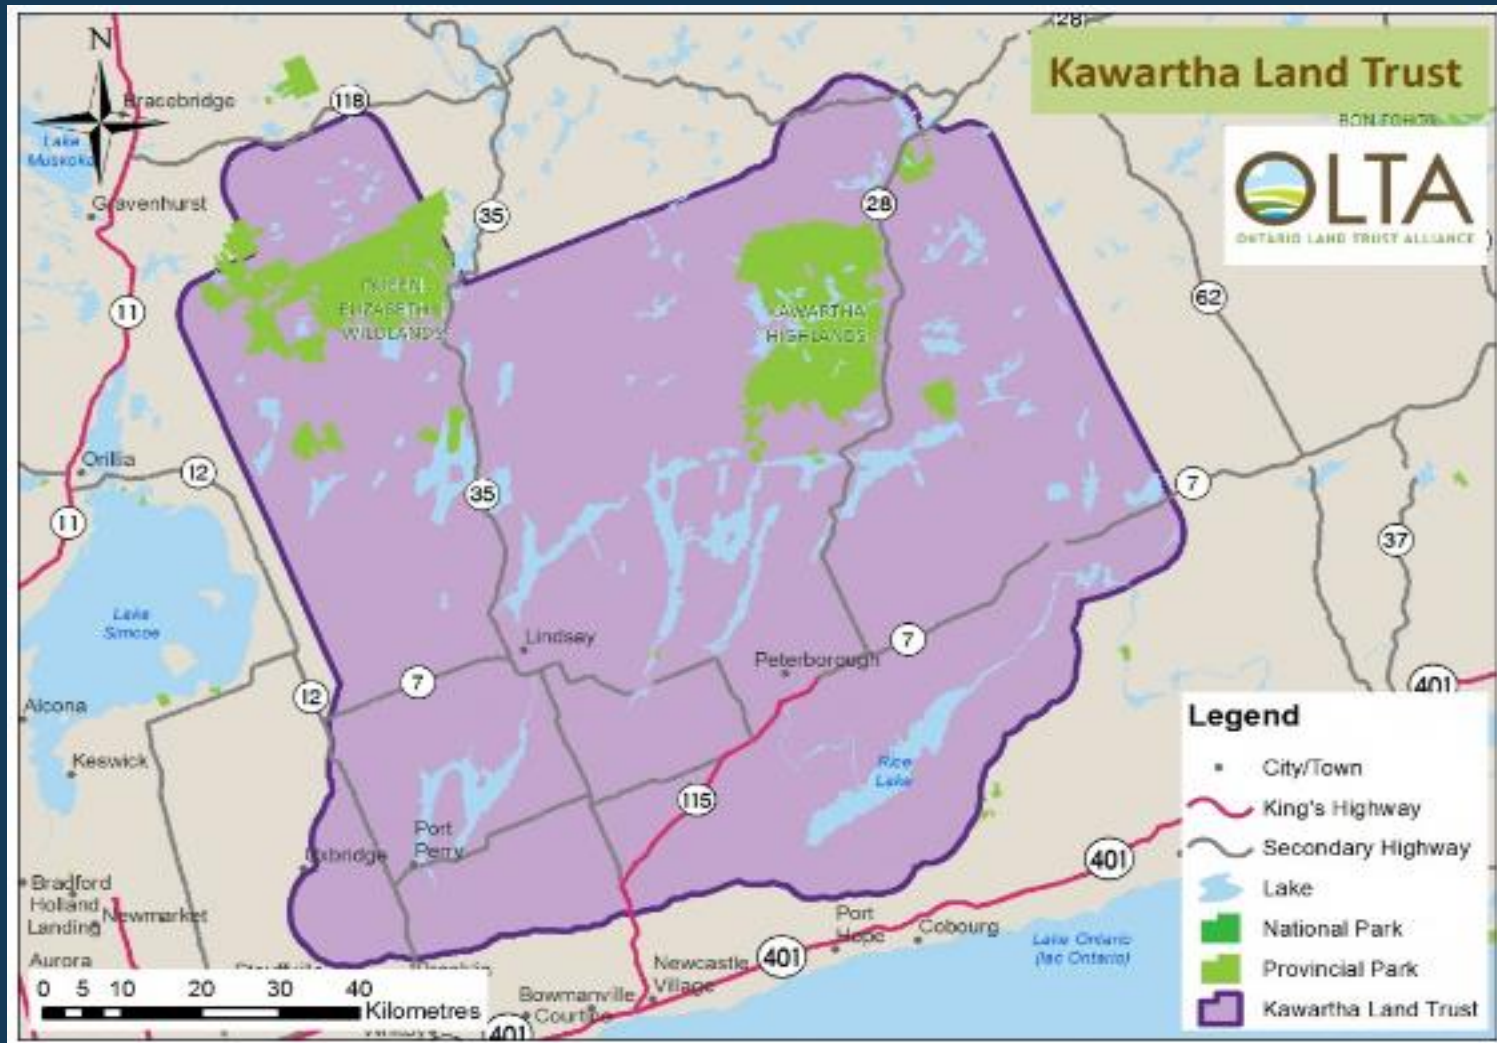 N
28
Kawartha Land Trust
Bracebridge
118
Lake
Muskoka
OLTA
ONTARIO LAND TRUST ALLIANCE
Gravenhurst
35
28
QUEEN
ELIZABETH II
WILDLANDS
KAWARTHA
HIGHLANDS
11
62
Orillia
12
35
7
11
37
Lake
Simcoe
Lindsay
Peterborough
7
7
12
401
Alcona
Keswick
Rice
Lake
115
Port
Perry
Uxbridge
401
Bradford
Holland
Landing
Newmarket
Aurora
Port
Hope
Cobourg
Lake Ontario
(lac Ontario)
401
Newcastle
Village
Bowmanville
Courtice
401
0 5 10 20 30 40
Kilometres
Legend
City/Town
King's Highway
Secondary Highway
Lake
National Park
Provincial Park
Kawartha Land Trust